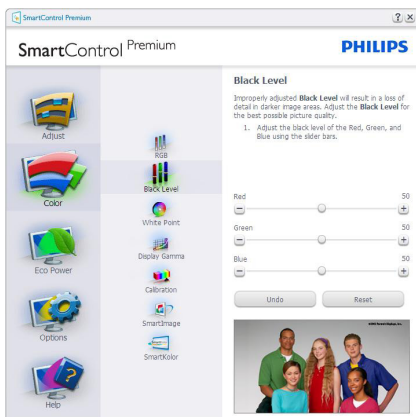 SmartControl Premium
SmartControl Premium
PHILIPS
Adjust
Color
Eco Power
Options
Help
RGB
Black Level
White Point
Display Gamma
Calibration
SmartImage
SmartKolor
Black Level
Improperly adjusted Black Level will result in a loss of
detail in darker image areas. Adjust the Black Level for
the best possible picture quality.
1. Adjust the black level of the Red, Green, and
Blue using the slider bars.
Red 50
Green 50
Blue 50
Undo Reset